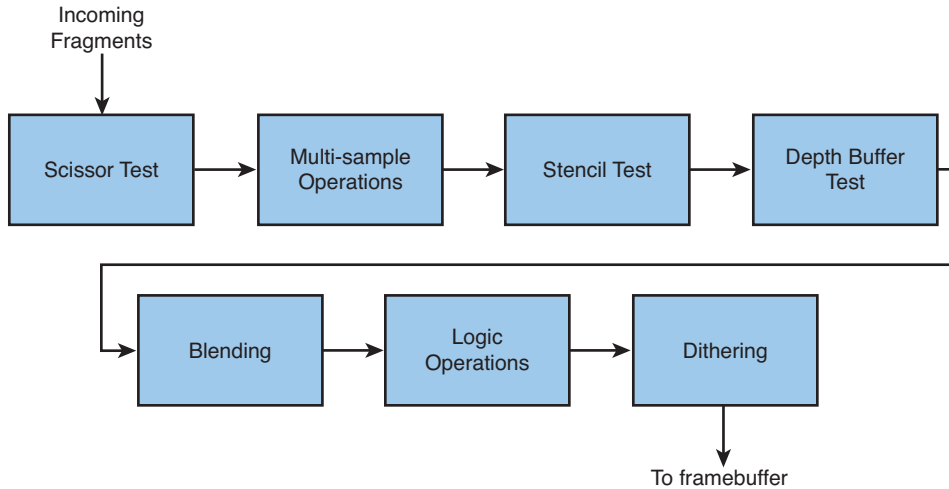 Incoming
Fragments
Scissor Test
Multi-sample
Operations
Stencil Test
Depth Buffer
Test
Blending
Logic
Operations
Dithering
To framebuffer